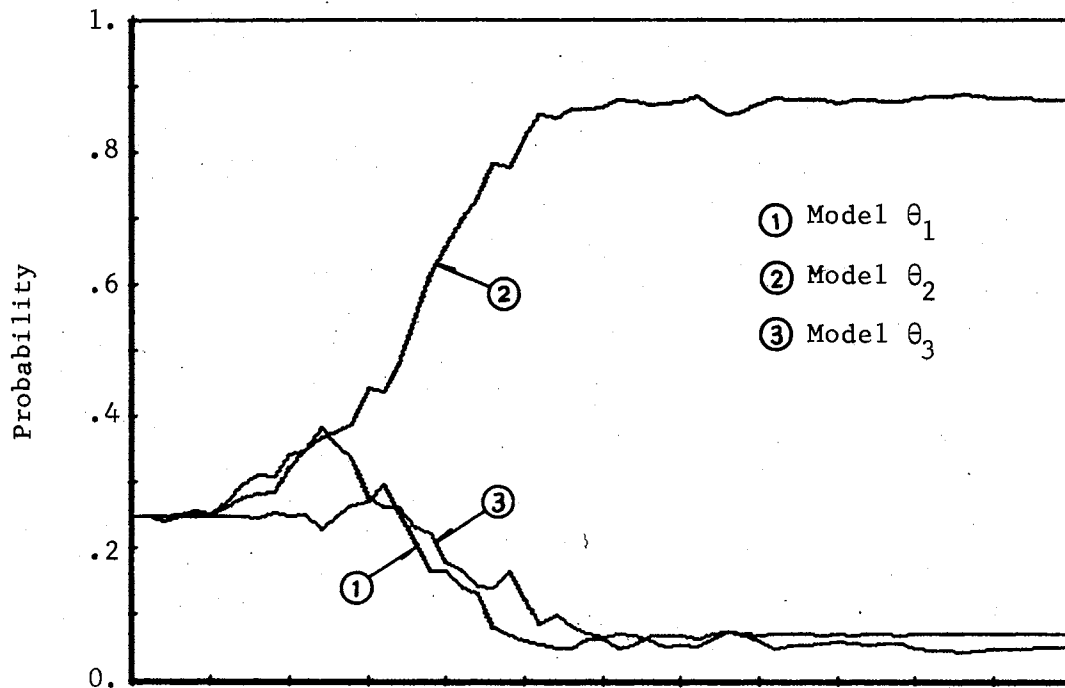 1.
.8
.6
.4
.2
0.
Probability
① Model θ₁
② Model θ₂
③ Model θ₃
②
③
①